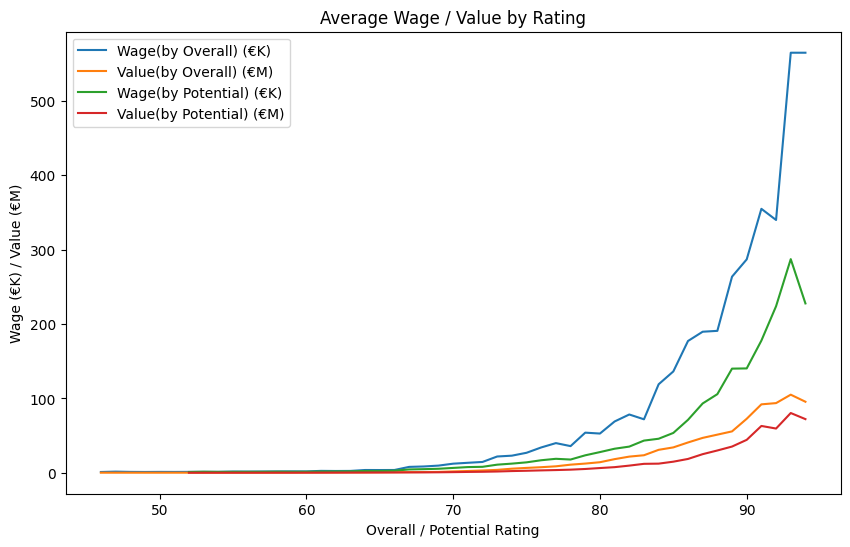 Average Wage / Value by Rating
Wage(by Overall) (€K)
Value(by Overall) (€M)
Wage(by Potential) (€K)
Value(by Potential) (€M)
Wage (€K) / Value (€M)
500
400
300
200
100
0
50
60
70
80
90
Overall / Potential Rating